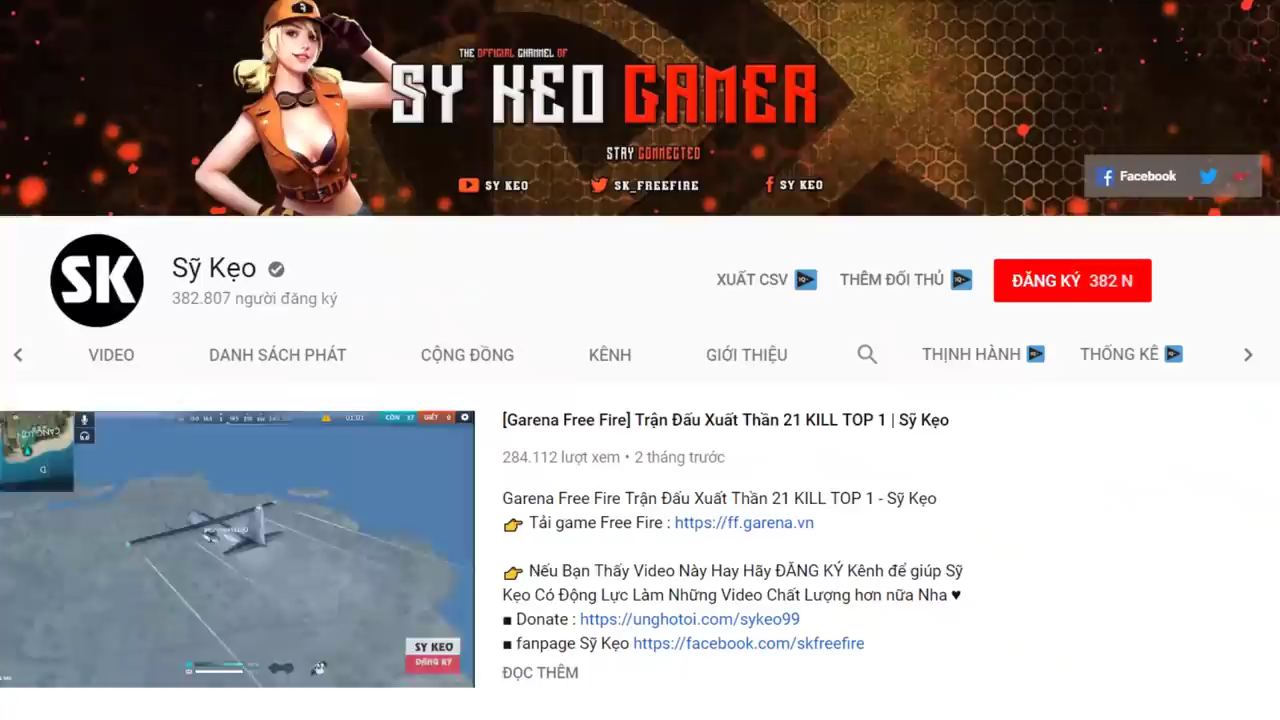 THE OFFICIAL CHANNEL OF
SY KEO GAMER
STAY CONNECTED
SY KEO
SK_FREEFIRE
SY KEO
Facebook
SK
Sỹ Kẹo
382.807 người đăng ký
XUẤT CSV
THÊM ĐỐI THỦ
ĐĂNG KÝ 382 N
VIDEO
DANH SÁCH PHÁT
CỘNG ĐỒNG
KÊNH
GIỚI THIỆU
THỊNH HÀNH
THỐNG KÊ
CÒN 17
GIẾT 0
SY KEO
ĐĂNG KÝ
[Garena Free Fire] Trận Đấu Xuất Thần 21 KILL TOP 1 | Sỹ Kẹo
284.112 lượt xem • 2 tháng trước
Garena Free Fire Trận Đấu Xuất Thần 21 KILL TOP 1 - Sỹ Kẹo
👉 Tải game Free Fire : https://ff.garena.vn
👉 Nếu Bạn Thấy Video Này Hay Hãy ĐĂNG KÝ Kênh để giúp Sỹ
Kẹo Có Động Lực Làm Những Video Chất Lượng hơn nữa Nha ♥
■ Donate : https://unghotoi.com/sykeo99
■ fanpage Sỹ Kẹo https://facebook.com/skfreefire
ĐỌC THÊM